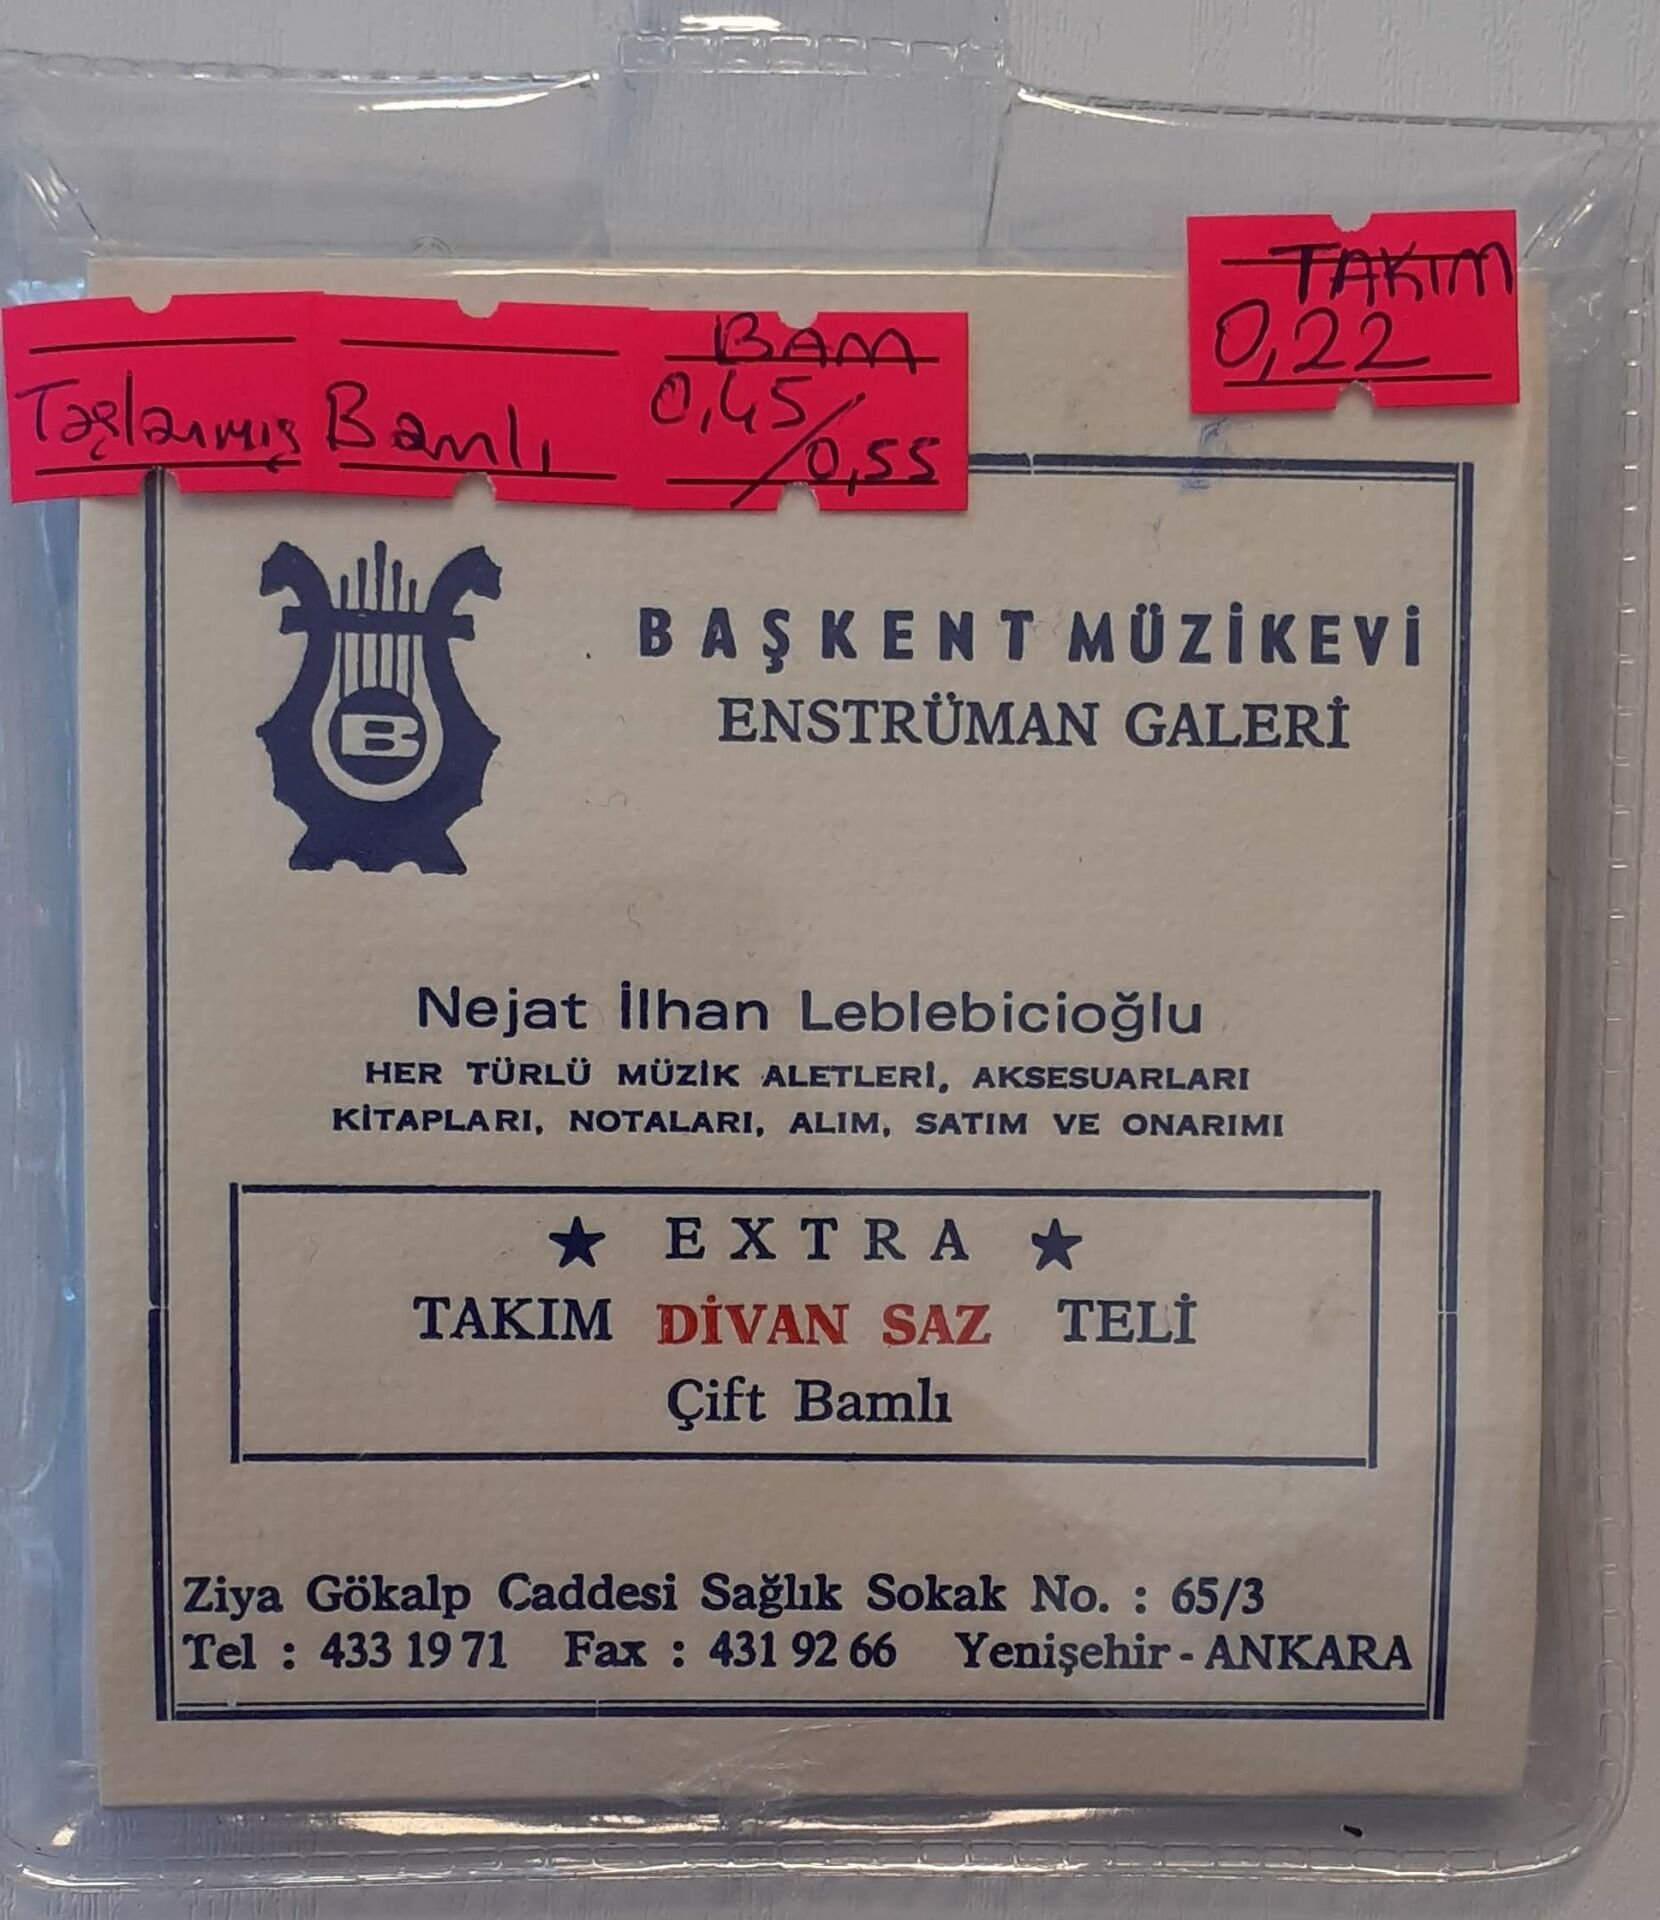 TAKIM
0,22
Taşlanmış Bamlı
BAM
0,45/0,55
B
BAŞKENT MÜZİKEVİ
ENSTRÜMAN GALERİ
Nejat İlhan Leblebicioğlu
HER TÜRLÜ MÜZİK ALETLERİ, AKSESUARLARI
KİTAPLARI, NOTALARI, ALIM, SATIM VE ONARIMI
★ EXTRA ★
TAKIM DİVAN SAZ TELİ
Çift Bamlı
Ziya Gökalp Caddesi Sağlık Sokak No. : 65/3
Tel : 433 19 71 Fax : 431 92 66 Yenişehir - ANKARA